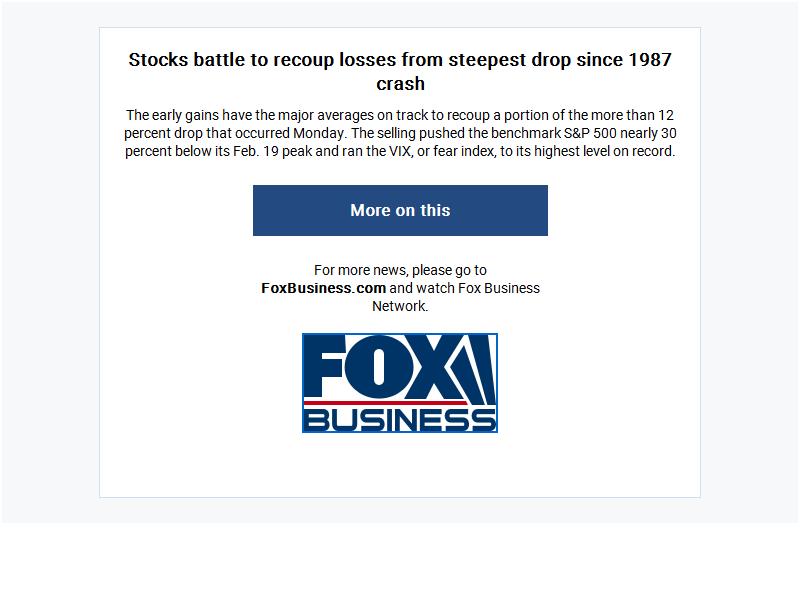 Stocks battle to recoup losses from steepest drop since 1987
crash
The early gains have the major averages on track to recoup a portion of the more than 12
percent drop that occurred Monday. The selling pushed the benchmark S&P 500 nearly 30
percent below its Feb. 19 peak and ran the VIX, or fear index, to its highest level on record.
More on this
For more news, please go to
FoxBusiness.com and watch Fox Business
Network.
FOX
BUSINESS